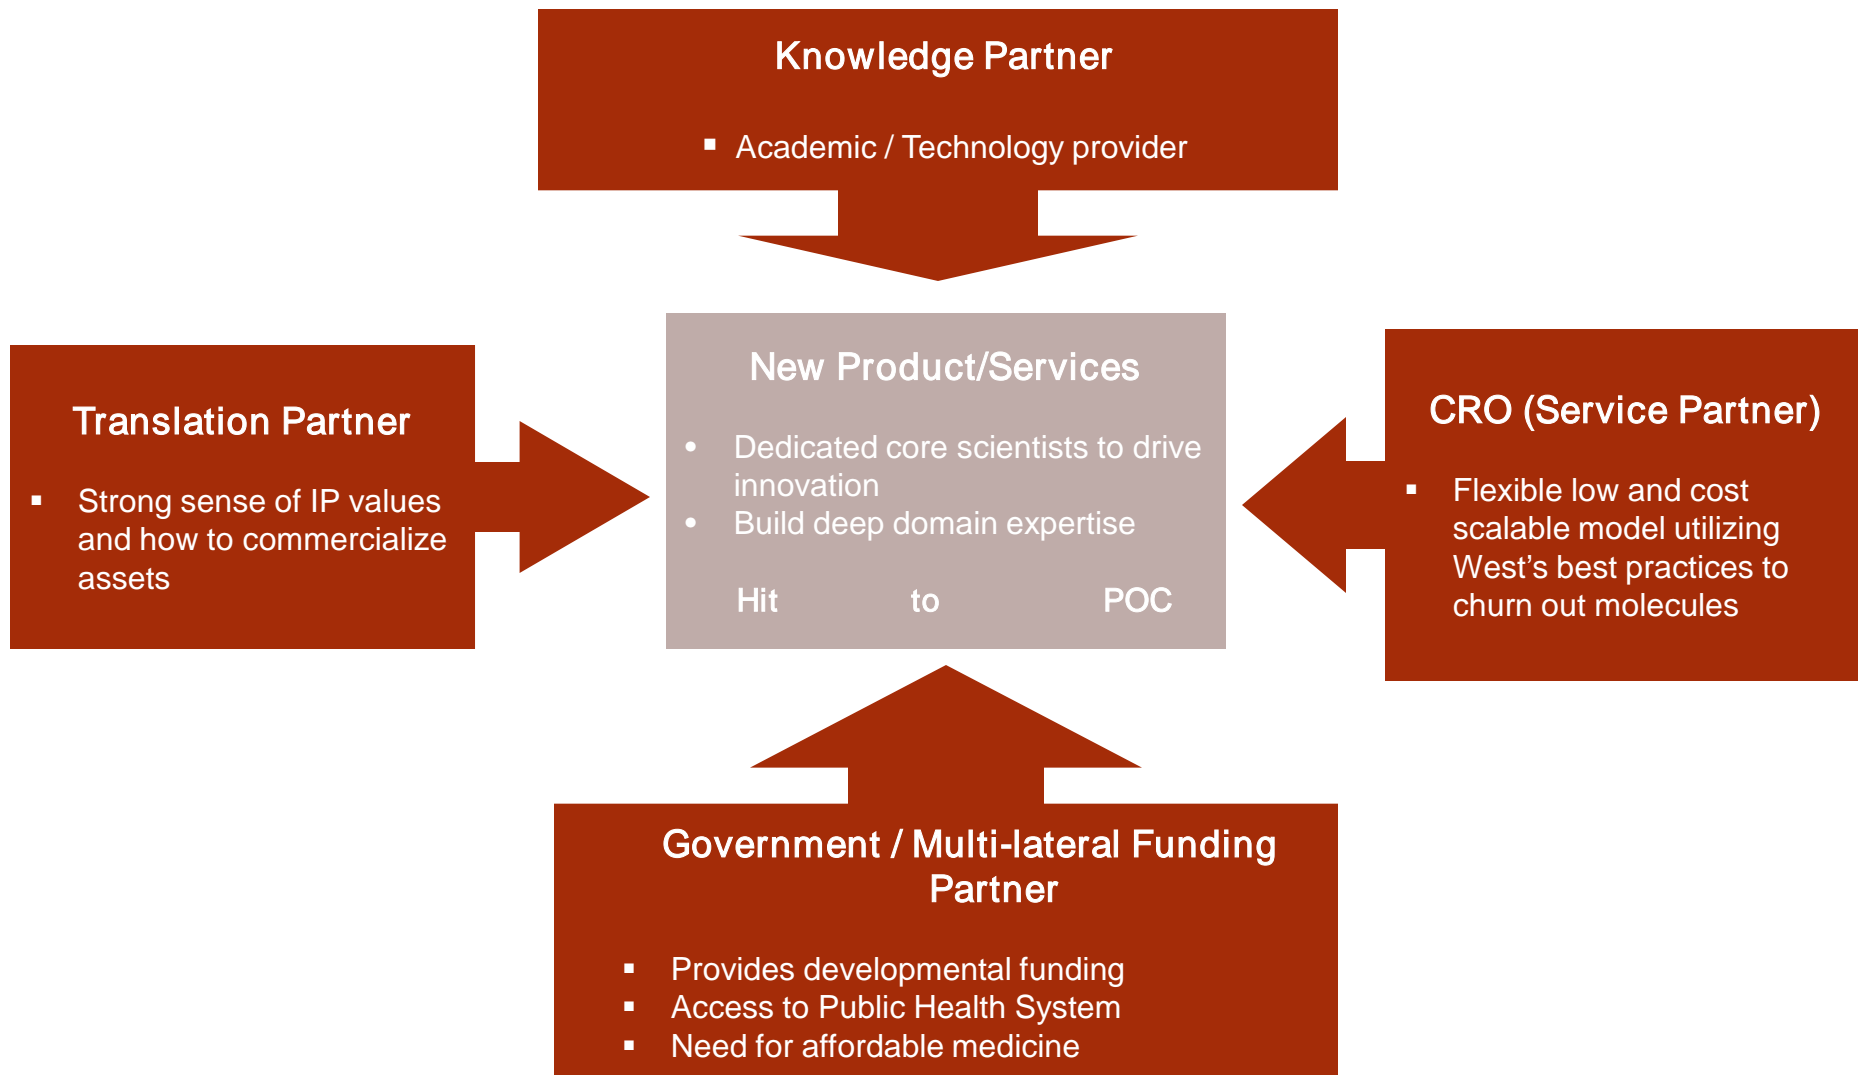 Knowledge Partner
▪ Academic / Technology provider
Translation Partner
▪ Strong sense of IP values
and how to commercialize
assets
New Product/Services
• Dedicated core scientists to drive
innovation
• Build deep domain expertise
Hit to POC
CRO (Service Partner)
▪ Flexible low and cost
scalable model utilizing
West’s best practices to
churn out molecules
Government / Multi-lateral Funding
Partner
▪ Provides developmental funding
▪ Access to Public Health System
▪ Need for affordable medicine